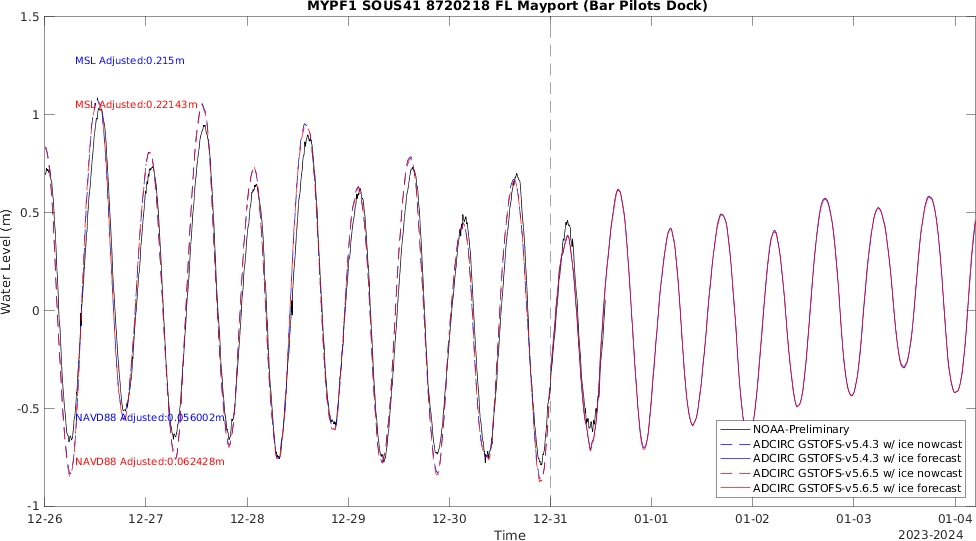 MYPF1 SOUS41 8720218 FL Mayport (Bar Pilots Dock)
1.5
1
0.5
0
-0.5
-1
Water Level (m)
MSL Adjusted:0.215m
MSL Adjusted:0.22143m
NAVD88 Adjusted:0.056002m
NAVD88 Adjusted:0.062428m
NOAA-Preliminary
ADCIRC GSTOFS-v5.4.3 w/ ice nowcast
ADCIRC GSTOFS-v5.4.3 w/ ice forecast
ADCIRC GSTOFS-v5.6.5 w/ ice nowcast
ADCIRC GSTOFS-v5.6.5 w/ ice forecast
12-26 12-27 12-28 12-29 12-30 12-31 01-01 01-02 01-03 01-04
Time
2023-2024